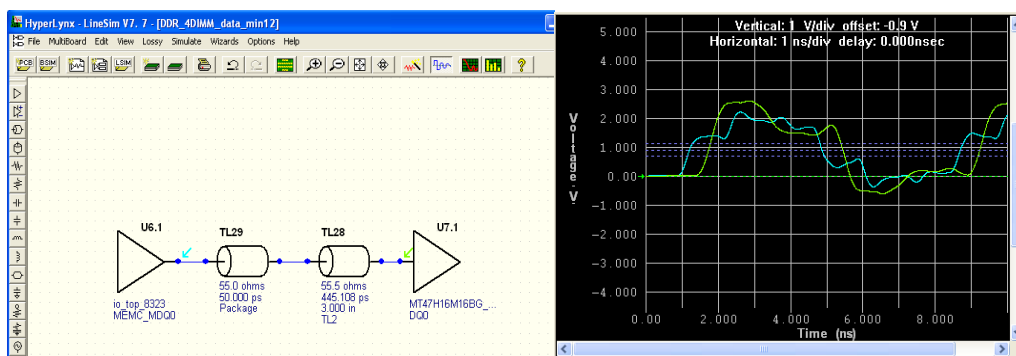 HyperLynx - LineSim V7. 7 - [DDR_4DIMM_data_min12]
File MultiBoard Edit View Lossy Simulate Wizards Options Help
PCB BSIM LSIM
U6.1
TL29
TL28
U7.1
io_top_8323
MEMC_MDQ0
55.0 ohms
50.000 ps
Package
55.5 ohms
445.108 ps
3.000 in
TL2
MT47H16M16BG_...
DQ0
Vertical: 1 V/div offset: -0.9 V
Horizontal: 1 ns/div delay: 0.000nsec
Voltage -V-
5.000
4.000
3.000
2.000
1.000
0.00
-1.000
-2.000
-3.000
-4.000
0.00 2.000 4.000 6.000 8.000
Time (ns)